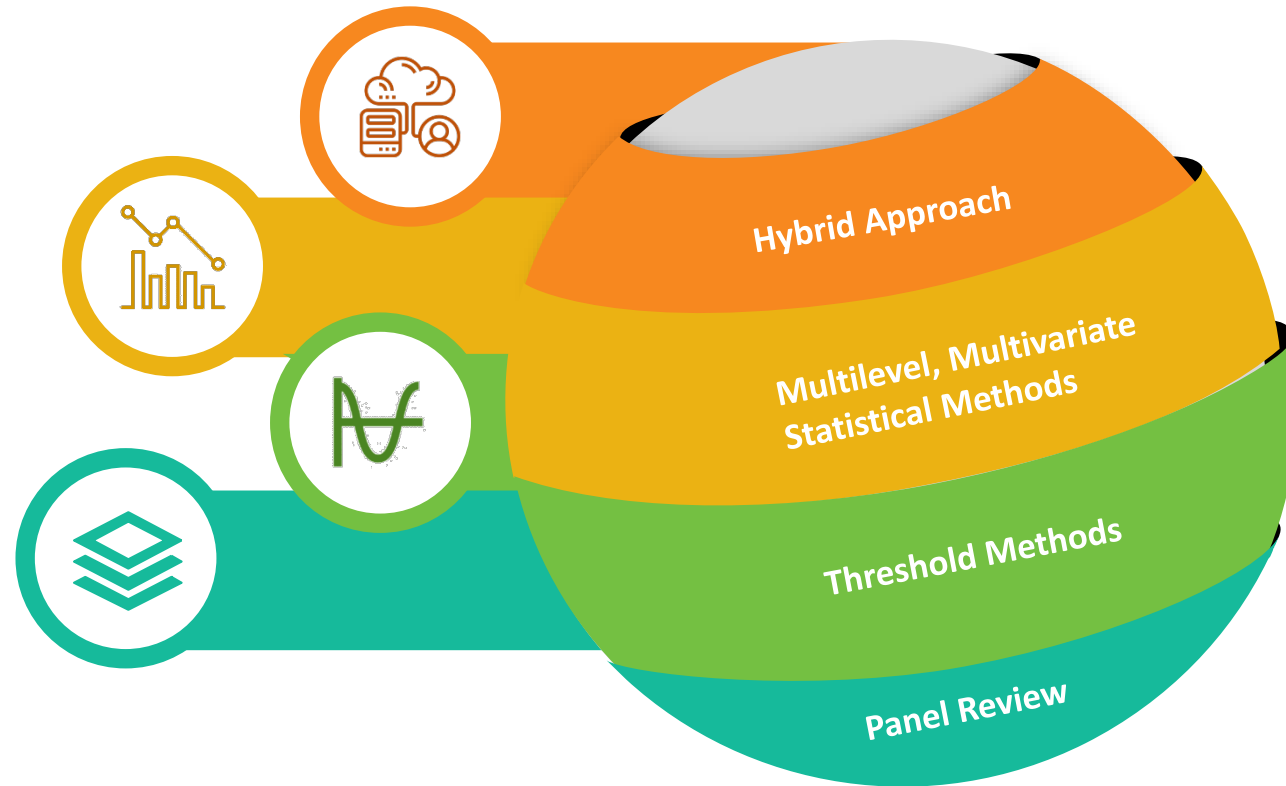 Hybrid Approach
Multilevel, Multivariate
Statistical Methods
Threshold Methods
Panel Review